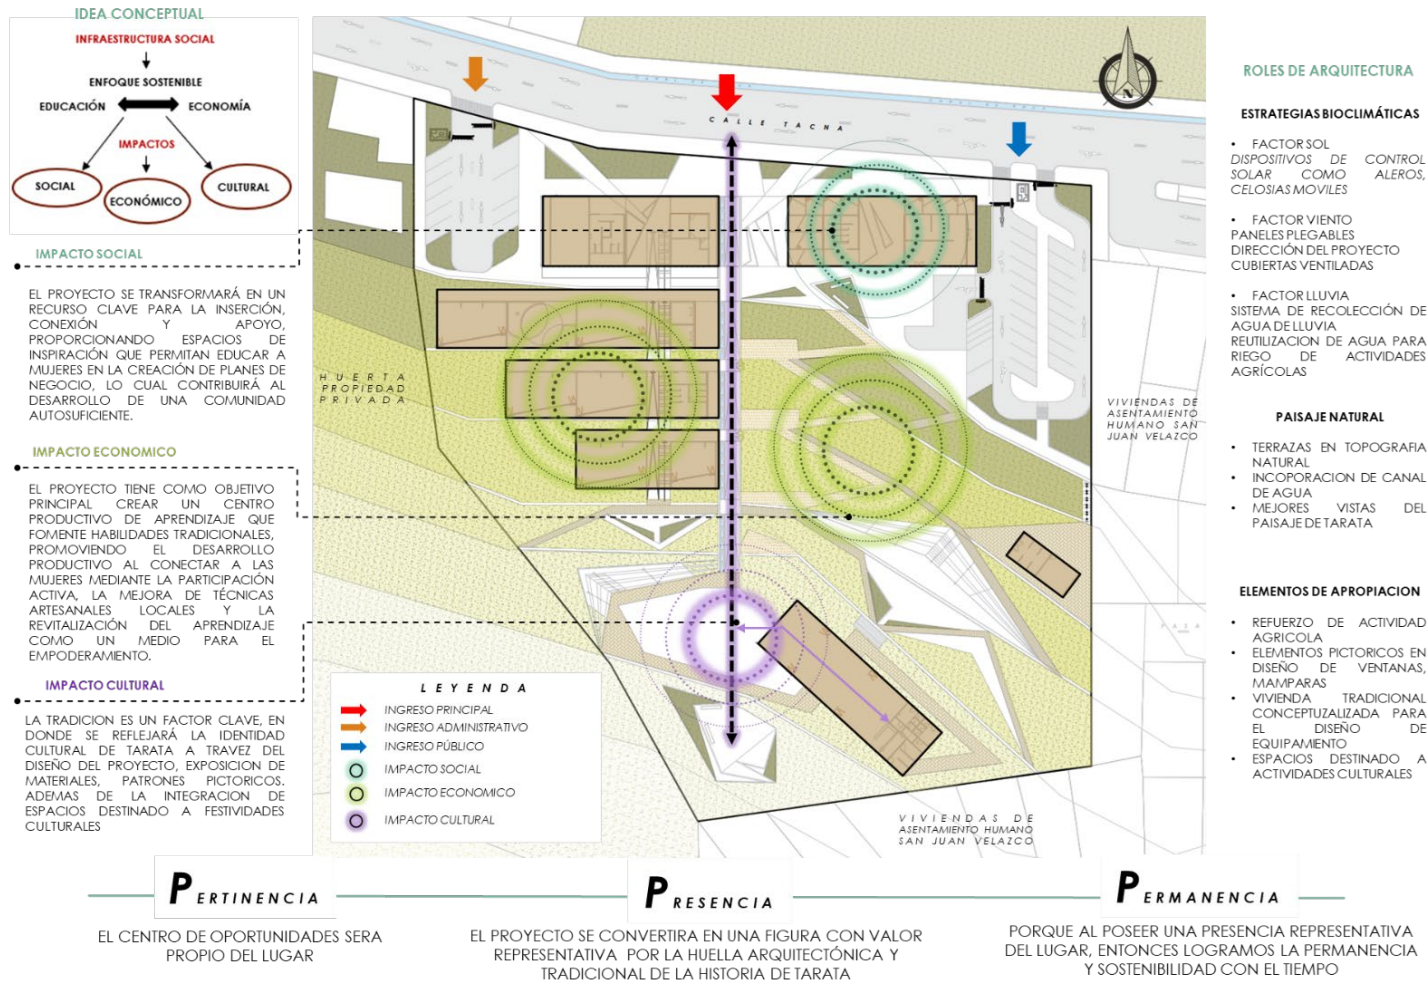 IDEA CONCEPTUAL
INFRAESTRUCTURA SOCIAL
ENFOQUE SOSTENIBLE
EDUCACIÓN
ECONOMÍA
IMPACTOS
SOCIAL
ECONÓMICO
CULTURAL
IMPACTO SOCIAL
EL PROYECTO SE TRANSFORMARÁ EN UN
RECURSO CLAVE PARA LA INSERCIÓN,
CONEXIÓN Y APOYO,
PROPORCIONANDO ESPACIOS DE
INSPIRACIÓN QUE PERMITAN EDUCAR A
MUJERES EN LA CREACIÓN DE PLANES DE
NEGOCIO, LO CUAL CONTRIBUIRÁ AL
DESARROLLO DE UNA COMUNIDAD
AUTOSUFICIENTE.
IMPACTO ECONOMICO
EL PROYECTO TIENE COMO OBJETIVO
PRINCIPAL CREAR UN CENTRO
PRODUCTIVO DE APRENDIZAJE QUE
FOMENTE HABILIDADES TRADICIONALES,
PROMOVIENDO EL DESARROLLO
PRODUCTIVO AL CONECTAR A LAS
MUJERES MEDIANTE LA PARTICIPACIÓN
ACTIVA, LA MEJORA DE TÉCNICAS
ARTESANALES LOCALES Y LA
REVITALIZACIÓN DEL APRENDIZAJE
COMO UN MEDIO PARA EL
EMPODERAMIENTO.
IMPACTO CULTURAL
LA TRADICION ES UN FACTOR CLAVE, EN
DONDE SE REFLEJARÁ LA IDENTIDAD
CULTURAL DE TARATA A TRAVEZ DEL
DISEÑO DEL PROYECTO, EXPOSICION DE
MATERIALES, PATRONES PICTORICOS.
ADEMAS DE LA INTEGRACION DE
ESPACIOS DESTINADO A FESTIVIDADES
CULTURALES
CALLE TACNA
N
HUERTA
PROPIEDAD
PRIVADA
VIVIENDAS DE
ASENTAMIENTO
HUMANO SAN
JUAN VELAZCO
VIVIENDAS DE
ASENTAMIENTO HUMANO
SAN JUAN VELAZCO
LEYENDA
INGRESO PRINCIPAL
INGRESO ADMINISTRATIVO
INGRESO PÚBLICO
IMPACTO SOCIAL
IMPACTO ECONOMICO
IMPACTO CULTURAL
ROLES DE ARQUITECTURA
ESTRATEGIAS BIOCLIMÁTICAS
• FACTOR SOL
DISPOSITIVOS DE CONTROL
SOLAR COMO ALEROS,
CELOSIAS MOVILES
• FACTOR VIENTO
PANELES PLEGABLES
DIRECCIÓN DEL PROYECTO
CUBIERTAS VENTILADAS
• FACTOR LLUVIA
SISTEMA DE RECOLECCIÓN DE
AGUA DE LLUVIA
REUTILIZACION DE AGUA PARA
RIEGO DE ACTIVIDADES
AGRÍCOLAS
PAISAJE NATURAL
• TERRAZAS EN TOPOGRAFIA
NATURAL
• INCOPORACION DE CANAL
DE AGUA
• MEJORES VISTAS DEL
PAISAJE DE TARATA
ELEMENTOS DE APROPIACION
• REFUERZO DE ACTIVIDAD
AGRICOLA
• ELEMENTOS PICTORICOS EN
DISEÑO DE VENTANAS,
MAMPARAS
• VIVIENDA TRADICIONAL
CONCEPTUZALIZADA PARA
EL DISEÑO DE
EQUIPAMIENTO
• ESPACIOS DESTINADO A
ACTIVIDADES CULTURALES
PERTINENCIA
EL CENTRO DE OPORTUNIDADES SERA
PROPIO DEL LUGAR
PRESENCIA
EL PROYECTO SE CONVERTIRA EN UNA FIGURA CON VALOR
REPRESENTATIVA POR LA HUELLA ARQUITECTÓNICA Y
TRADICIONAL DE LA HISTORIA DE TARATA
PERMANENCIA
PORQUE AL POSEER UNA PRESENCIA REPRESENTATIVA
DEL LUGAR, ENTONCES LOGRAMOS LA PERMANENCIA
Y SOSTENIBILIDAD CON EL TIEMPO